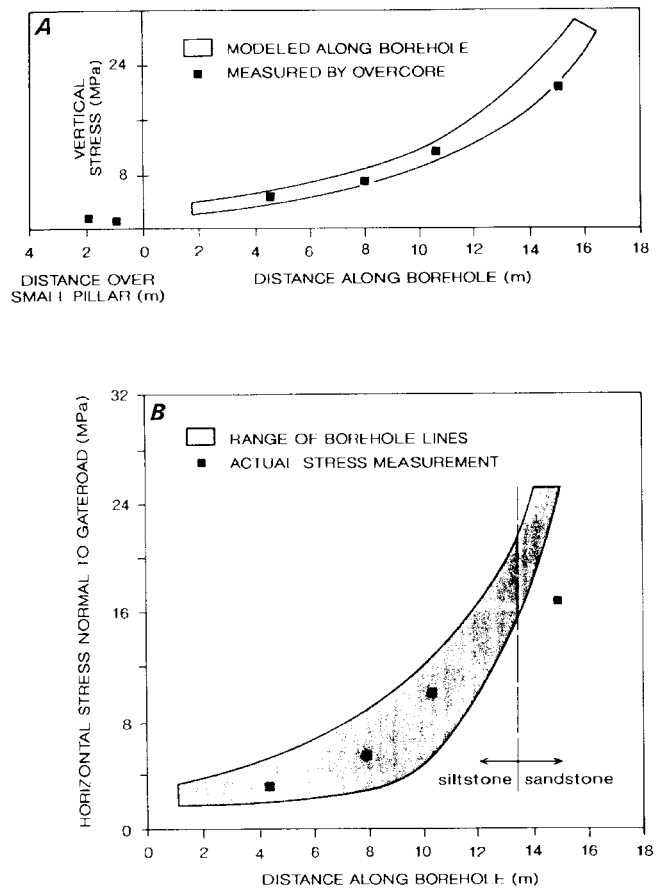 A
MODELED ALONG BOREHOLE
MEASURED BY OVERCORE
VERTICAL
STRESS (MPa)
24
8
4 2 0 2 4 6 8 10 12 14 16 18
DISTANCE OVER
SMALL PILLAR (m)
DISTANCE ALONG BOREHOLE (m)
B
RANGE OF BOREHOLE LINES
ACTUAL STRESS MEASUREMENT
HORIZONTAL STRESS NORMAL TO GATEROAD (MPa)
32
24
16
8
0
siltstone
sandstone
0 2 4 6 8 10 12 14 16 18
DISTANCE ALONG BOREHOLE (m)